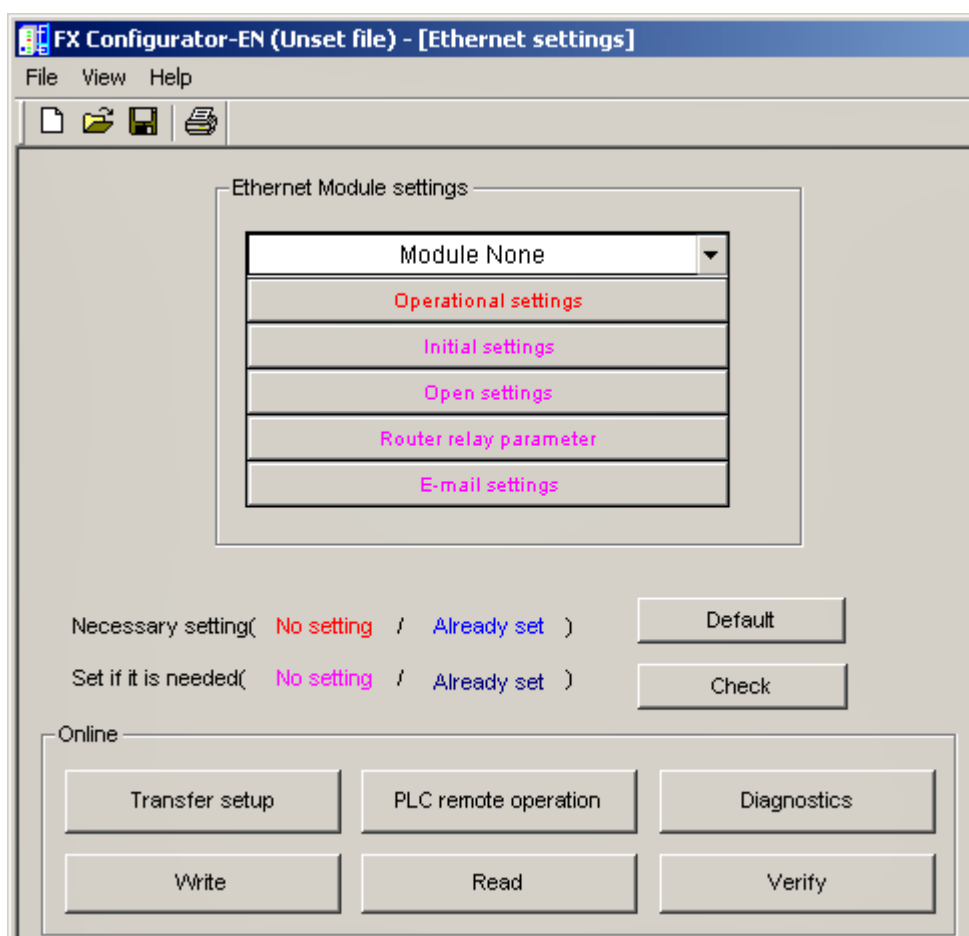 FX Configurator-EN (Unset file) - [Ethernet settings]
File View Help
Ethernet Module settings
Module None
Operational settings
Initial settings
Open settings
Router relay parameter
E-mail settings
Necessary setting( No setting / Already set ) Default
Set if it is needed( No setting / Already set ) Check
Online
Transfer setup PLC remote operation Diagnostics
Write Read Verify